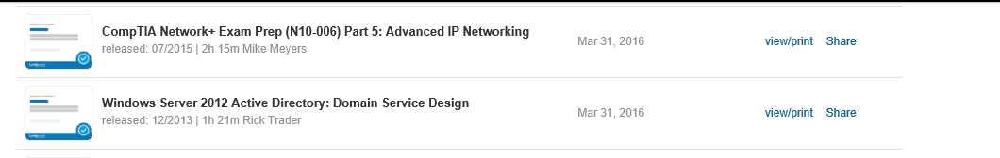 CompTIA Network+ Exam Prep (N10-006) Part 5: Advanced IP Networking
released: 07/2015 | 2h 15m Mike Meyers
Mar 31, 2016
view/print Share
Windows Server 2012 Active Directory: Domain Service Design
released: 12/2013 | 1h 21m Rick Trader
Mar 31, 2016
view/print Share